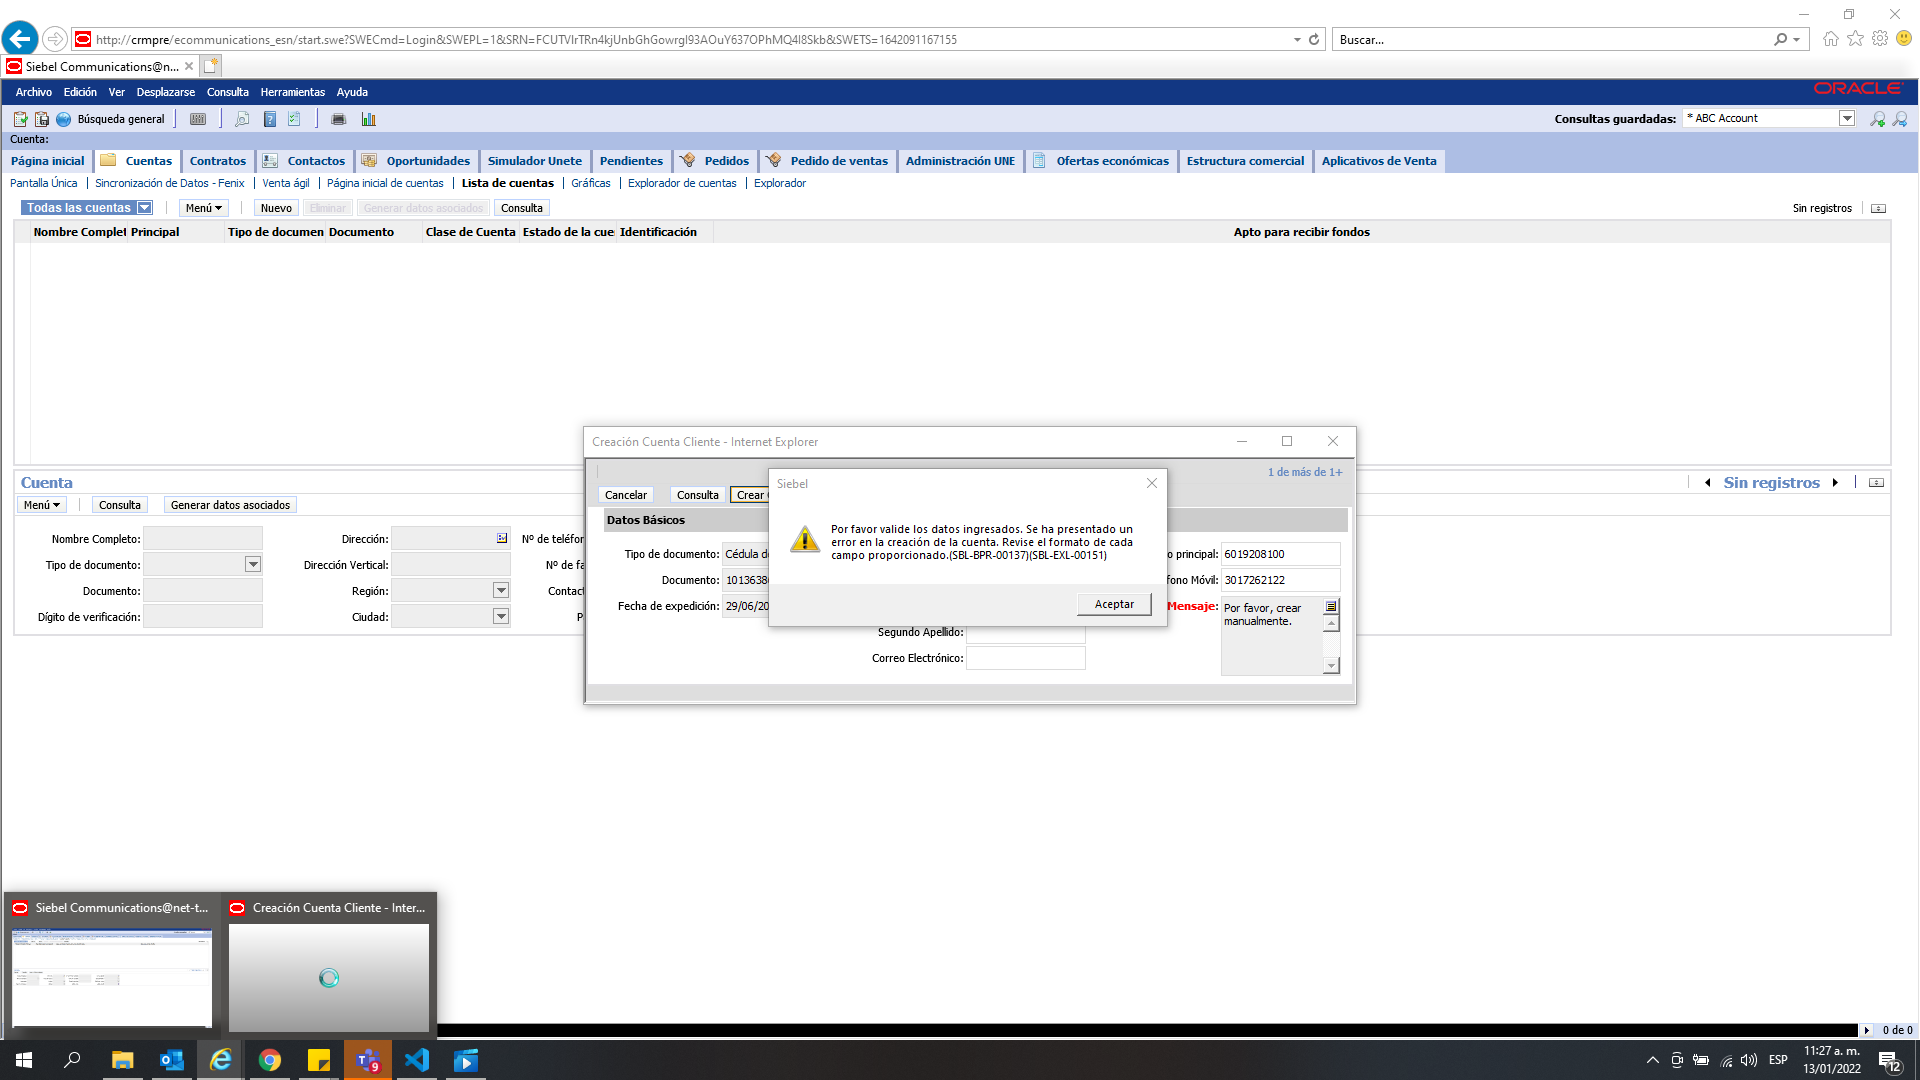 http://crmpre/ecommunications_esn/start.swe?SWECmd=Login&SWEPL=1&SRN=FCUTVIrTRn4kjUnbGhGowrgI93AOuY637OPhMQ4I8Skb&SWETS=1642091167155
Buscar...
Siebel Communications@n...
Archivo Edición Ver Desplazarse Consulta Herramientas Ayuda
ORACLE
Búsqueda general
Consultas guardadas: * ABC Account
Cuenta:
Página inicial Cuentas Contratos Contactos Oportunidades Simulador Unete Pendientes Pedidos Pedido de ventas Administración UNE Ofertas económicas Estructura comercial Aplicativos de Venta
Pantalla Única Sincronización de Datos - Fenix Venta ágil Página inicial de cuentas Lista de cuentas Gráficas Explorador de cuentas Explorador
Todas las cuentas Menú Nuevo Eliminar Generar datos asociados Consulta
Sin registros
Nombre Complet Principal Tipo de documen Documento Clase de Cuenta Estado de la cuei Identificación Apto para recibir fondos
Creación Cuenta Cliente - Internet Explorer
1 de más de 1+
Cancelar Consulta Crear
Datos Básicos
Tipo de documento: Cédula d
Documento: 1013638
Fecha de expedición: 29/06/20
Segundo Apellido:
Correo Electrónico:
o principal: 6019208100
fono Móvil: 3017262122
Mensaje: Por favor, crear
manualmente.
Siebel
Por favor valide los datos ingresados. Se ha presentado un
error en la creación de la cuenta. Revise el formato de cada
campo proporcionado.(SBL-BPR-00137)(SBL-EXL-00151)
Aceptar
Cuenta
Sin registros
Menú Consulta Generar datos asociados
Nombre Completo: Dirección: Nº de teléfor
Tipo de documento: Dirección Vertical: Nº de fa
Documento: Región: Contac
Dígito de verificación: Ciudad: P
Siebel Communications@net-t...
Creación Cuenta Cliente - Inter...
0 de 0
9
ESP
11:27 a. m.
13/01/2022
12